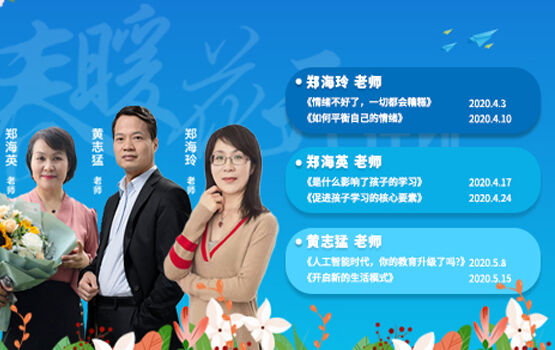 春暖花
郑海英 老师
黄志猛 老师
郑海玲 老师
郑海玲 老师
《情绪不好了，一切都会糟糕》 2020.4.3
《如何平衡自己的情绪》 2020.4.10
郑海英 老师
《是什么影响了孩子的学习》 2020.4.17
《促进孩子学习的核心要素》 2020.4.24
黄志猛 老师
《人工智能时代，你的教育升级了吗?》 2020.5.8
《开启新的生活模式》 2020.5.15